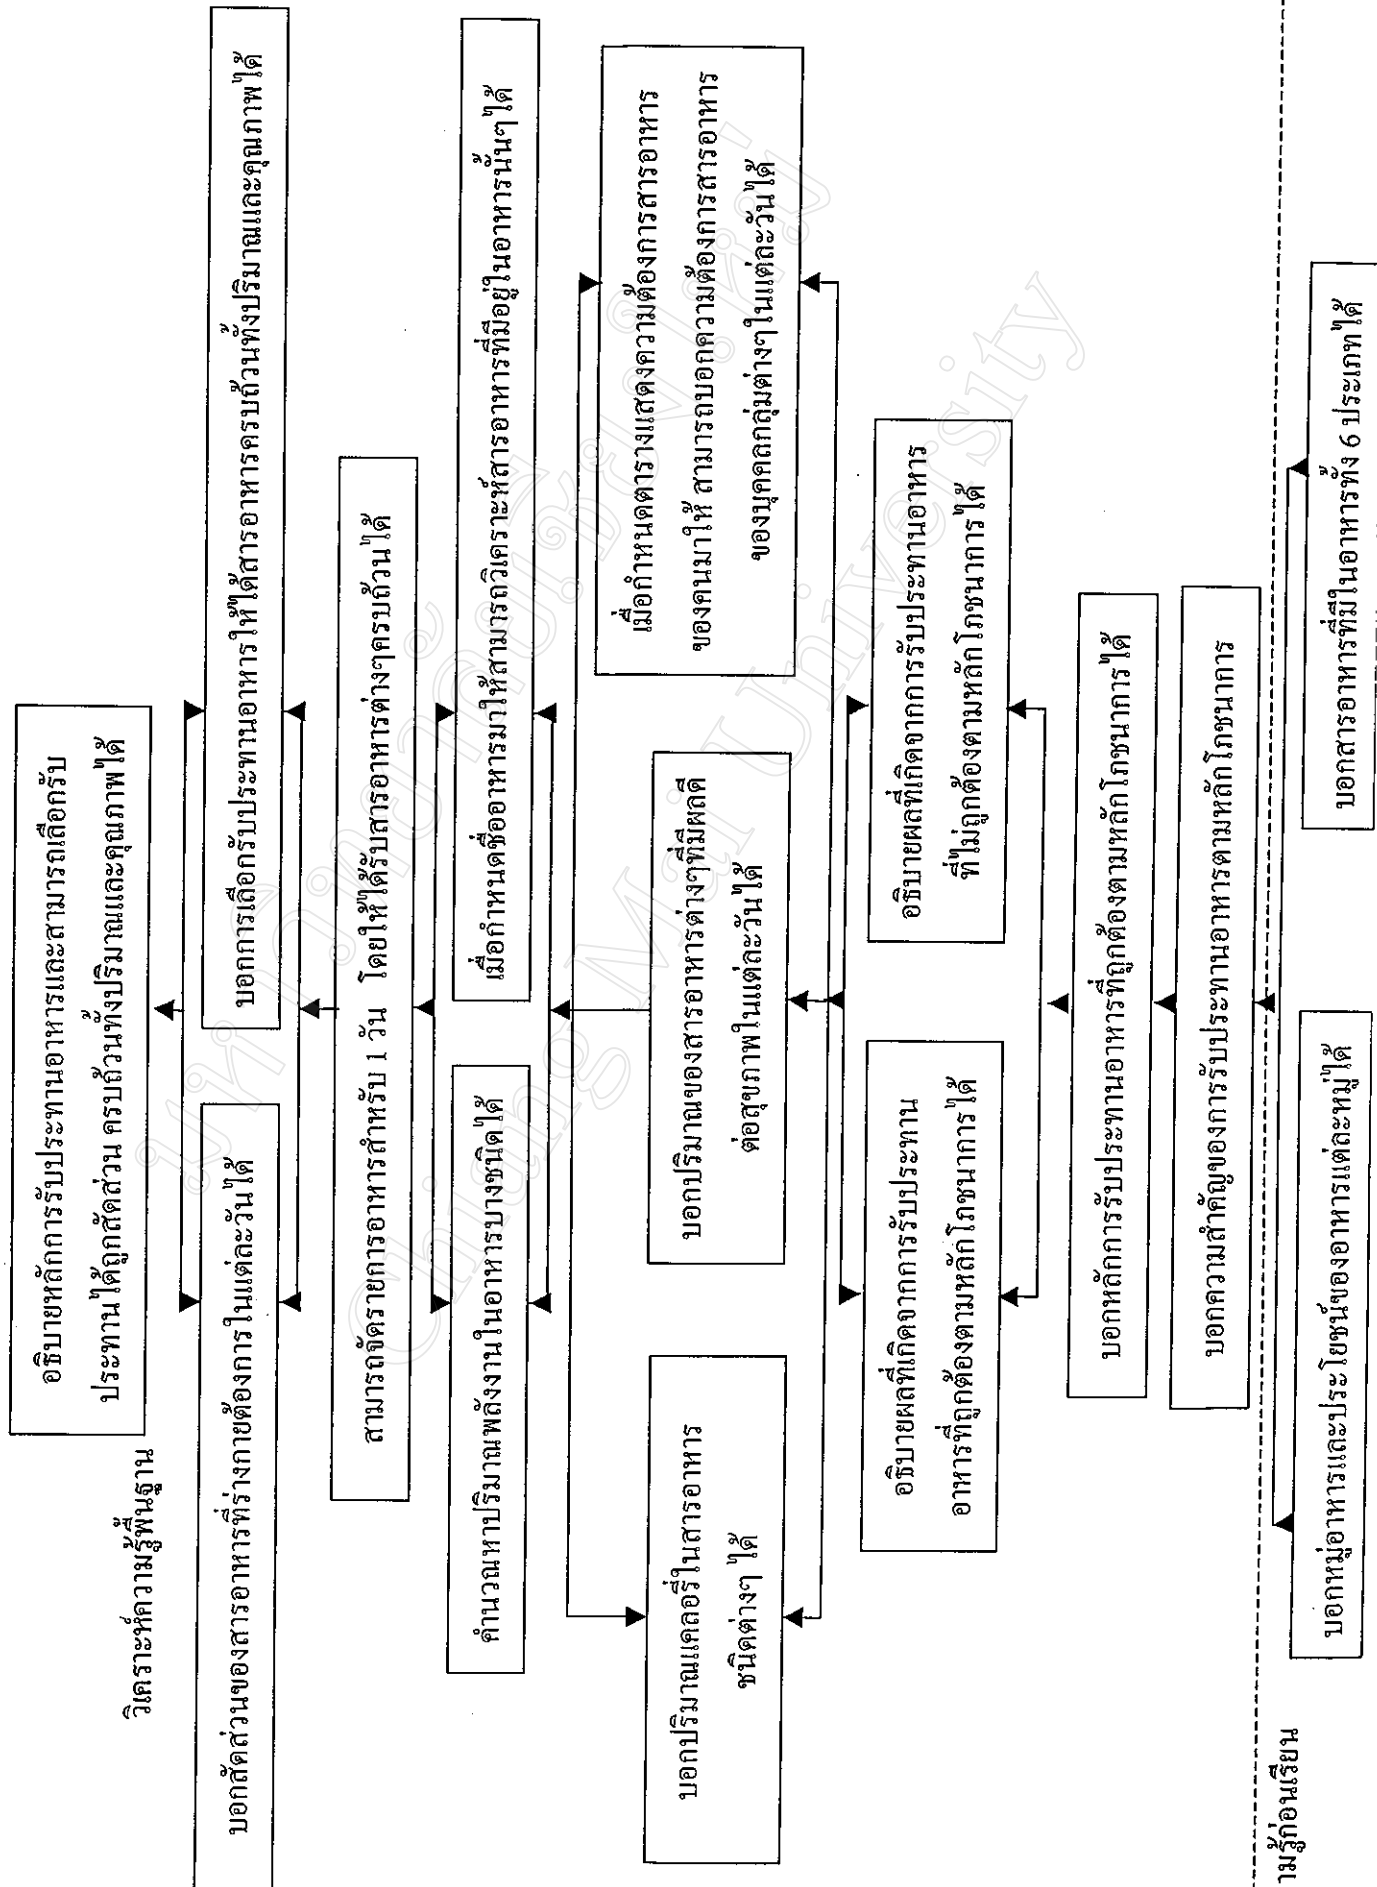 วิเคราะห์ความรู้พื้นฐาน
อธิบายหลักการรับประทานอาหารและสามารถเลือกรับ
ประทานได้ถูกสัดส่วน ครบถ้วนทั้งปริมาณและคุณภาพได้
บอกสัดส่วนของสารอาหารที่ร่างกายต้องการในแต่ละวันได้
บอกการเลือกรับประทานอาหารให้ได้สารอาหารครบถ้วนทั้งปริมาณและคุณภาพได้
สามารถจัดรายการอาหารสำหรับ 1 วัน โดยให้ได้รับสารอาหารต่างๆครบถ้วนได้
คำนวณหาปริมาณพลังงานในอาหารบางชนิดได้
เมื่อกำหนดชื่ออาหารมาให้สามารถวิเคราะห์สารอาหารที่มีอยู่ในอาหารนั้นๆได้
บอกปริมาณแคลอรี่ในสารอาหาร
ชนิดต่างๆ ได้
บอกปริมาณของสารอาหารต่างๆที่มีผลดี
ต่อสุขภาพในแต่ละวันได้
เมื่อกำหนดตารางแสดงความต้องการสารอาหาร
ของคนมาให้ สามารถบอกความต้องการสารอาหาร
ของบุคคลกลุ่มต่างๆในแต่ละวันได้
อธิบายผลที่เกิดจากการรับประทาน
อาหารที่ถูกต้องตามหลักโภชนาการได้
อธิบายผลที่เกิดจากการรับประทานอาหาร
ที่ไม่ถูกต้องตามหลักโภชนาการได้
บอกหลักการรับประทานอาหารที่ถูกต้องตามหลักโภชนาการได้
บอกความสำคัญของการรับประทานอาหารตามหลักโภชนาการ
ามรู้ก่อนเรียน
บอกหมู่อาหารและประโยชน์ของอาหารแต่ละหมู่ได้
บอกสารอาหารที่มีในอาหารทั้ง 6 ประเภทได้
มหาวิทยาลัยเชียงใหม่
Chiang Mai University